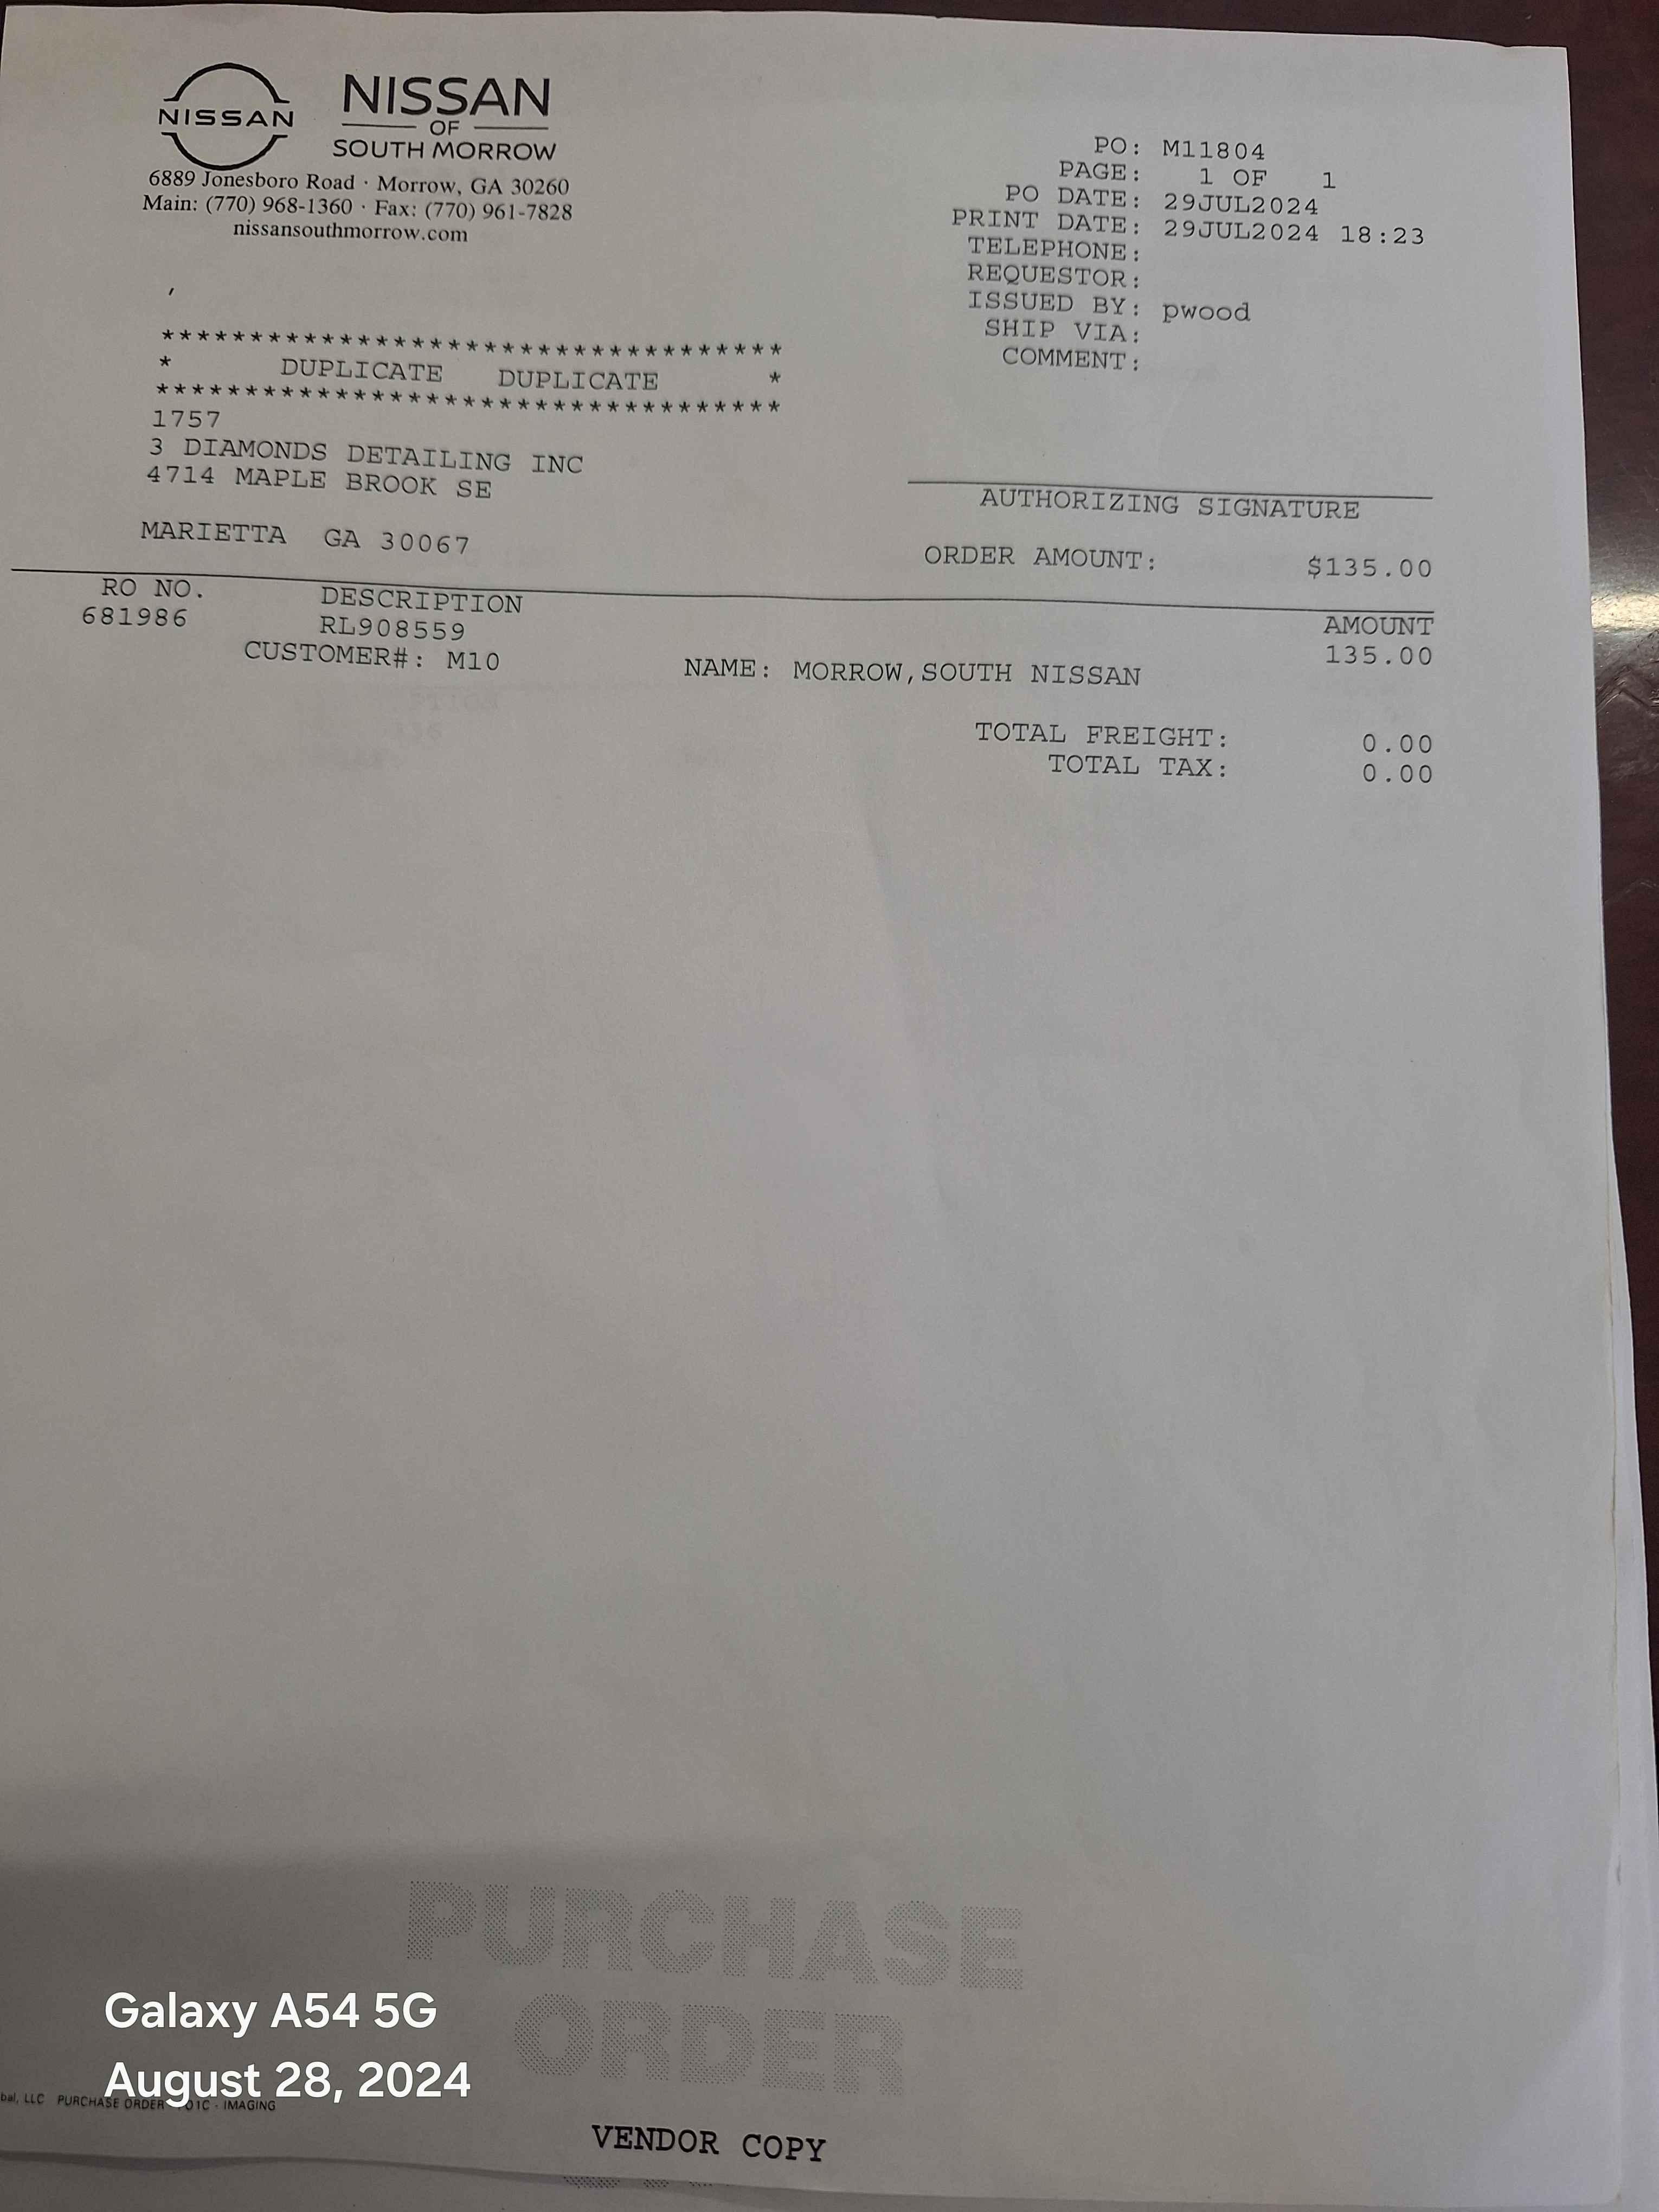 NISSAN
NISSAN
OF
SOUTH MORROW
6889 Jonesboro Road · Morrow, GA 30260
Main: (770) 968-1360 · Fax: (770) 961-7828
nissansouthmorrow.com
PO: M11804
PAGE: 1 OF 1
PO DATE: 29JUL2024
PRINT DATE: 29JUL2024 18:23
TELEPHONE:
REQUESTOR:
ISSUED BY: pwood
SHIP VIA:
COMMENT:
,
***********************************
* DUPLICATE DUPLICATE *
***********************************
1757
3 DIAMONDS DETAILING INC
4714 MAPLE BROOK SE
MARIETTA GA 30067
AUTHORIZING SIGNATURE
ORDER AMOUNT: $135.00
RO NO. DESCRIPTION AMOUNT
681986 RL908559 135.00
CUSTOMER#: M10 NAME: MORROW,SOUTH NISSAN
TOTAL FREIGHT: 0.00
TOTAL TAX: 0.00
PURCHASE
ORDER
Galaxy A54 5G
August 28, 2024
LLC PURCHASE ORDER IMAGING
VENDOR COPY